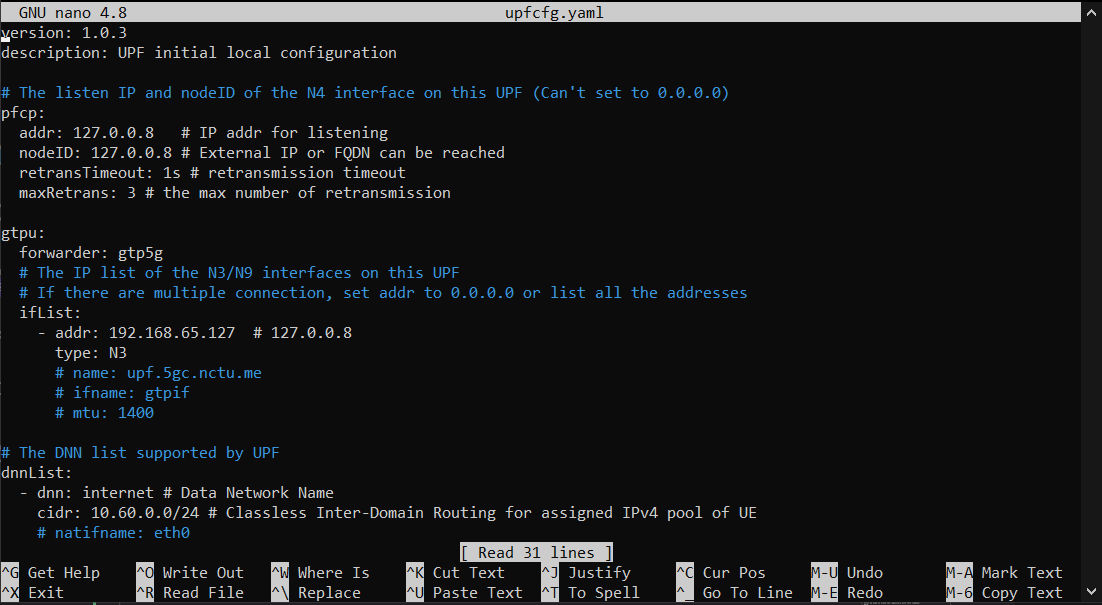 GNU nano 4.8 upfcfg.yaml
version: 1.0.3
description: UPF initial local configuration

# The listen IP and nodeID of the N4 interface on this UPF (Can't set to 0.0.0.0)
pfcp:
  addr: 127.0.0.8   # IP addr for listening
  nodeID: 127.0.0.8 # External IP or FQDN can be reached
  retransTimeout: 1s # retransmission timeout
  maxRetrans: 3 # the max number of retransmission

gtpu:
  forwarder: gtp5g
  # The IP list of the N3/N9 interfaces on this UPF
  # If there are multiple connection, set addr to 0.0.0.0 or list all the addresses
  ifList:
    - addr: 192.168.65.127  # 127.0.0.8
      type: N3
      # name: upf.5gc.nctu.me
      # ifname: gtpif
      # mtu: 1400

# The DNN list supported by UPF
dnnList:
  - dnn: internet # Data Network Name
    cidr: 10.60.0.0/24 # Classless Inter-Domain Routing for assigned IPv4 pool of UE
    # natifname: eth0
[ Read 31 lines ]
^G Get Help ^O Write Out ^W Where Is ^K Cut Text ^J Justify ^C Cur Pos M-U Undo M-A Mark Text
^X Exit ^R Read File ^\ Replace ^U Paste Text ^T To Spell ^_ Go To Line M-E Redo M-6 Copy Text